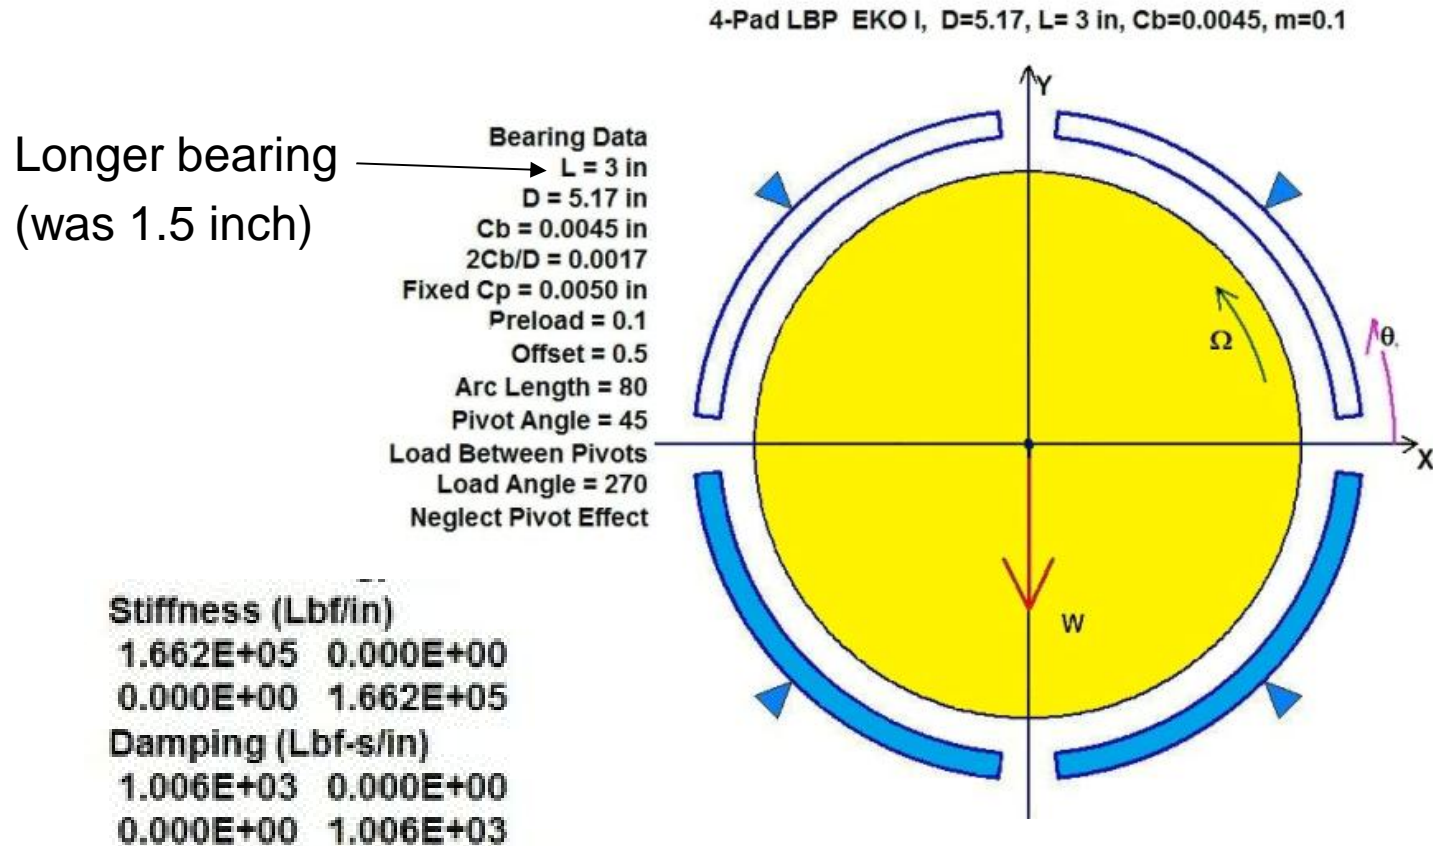 4-Pad LBP EKO I, D=5.17, L= 3 in, Cb=0.0045, m=0.1
Longer bearing
(was 1.5 inch)
Bearing Data
L = 3 in
D = 5.17 in
Cb = 0.0045 in
2Cb/D = 0.0017
Fixed Cp = 0.0050 in
Preload = 0.1
Offset = 0.5
Arc Length = 80
Pivot Angle = 45
Load Between Pivots
Load Angle = 270
Neglect Pivot Effect
Y
Ω
θ
X
W
Stiffness (Lbf/in)
1.662E+05 0.000E+00
0.000E+00 1.662E+05
Damping (Lbf-s/in)
1.006E+03 0.000E+00
0.000E+00 1.006E+03